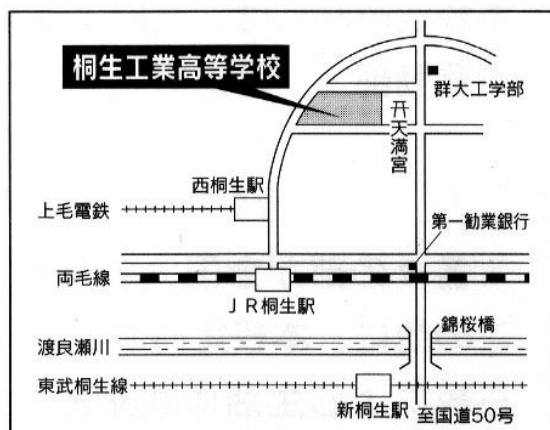 桐生工業高等学校
群大工学部
天満宮
西桐生駅
上毛電鉄
第一勧業銀行
両毛線
JR桐生駅
錦桜橋
渡良瀬川
東武桐生線
新桐生駅
至国道50号